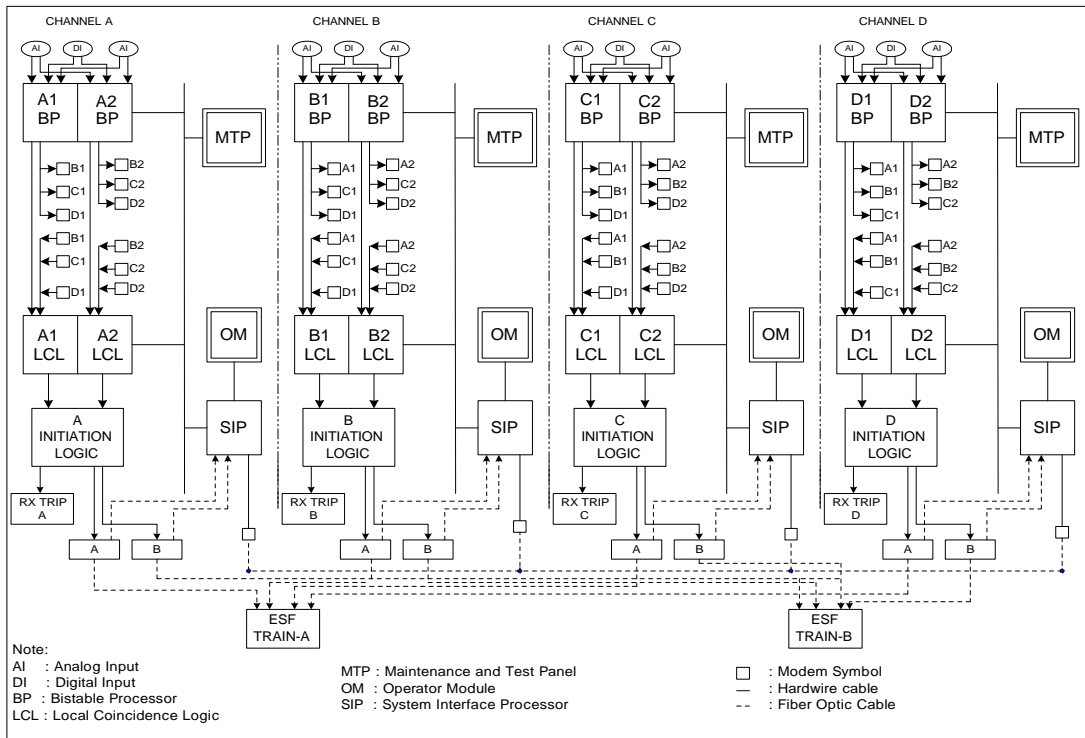 CHANNEL A CHANNEL B CHANNEL C CHANNEL D
AI DI AI AI DI AI AI DI AI AI DI AI
A1 A2 B1 B2 C1 C2 D1 D2
BP BP BP BP BP BP BP BP
MTP MTP MTP MTP
B1 B2 A1 A2 A1 A2 A1 A2
C1 C2 C1 C2 B1 B2 B1 B2
D1 D2 D1 D2 D1 D2 C1 C2
B1 B2 A1 A2 A1 A2 A1 A2
C1 C2 C1 C2 B1 B2 B1 B2
D1 D2 D1 D2 D1 D2 C1 C2
A1 A2 OM B1 B2 OM C1 C2 OM D1 D2 OM
LCL LCL LCL LCL LCL LCL LCL LCL
A B C D
INITIATION SIP INITIATION SIP INITIATION SIP INITIATION SIP
LOGIC LOGIC LOGIC LOGIC
RX TRIP RX TRIP RX TRIP RX TRIP
A B C D
A B A B A B A B
ESF ESF
TRAIN-A TRAIN-B
Note:
AI : Analog Input
DI : Digital Input
BP : Bistable Processor
LCL : Local Coincidence Logic
MTP : Maintenance and Test Panel
OM : Operator Module
SIP : System Interface Processor
: Modem Symbol
: Hardwire cable
: Fiber Optic Cable